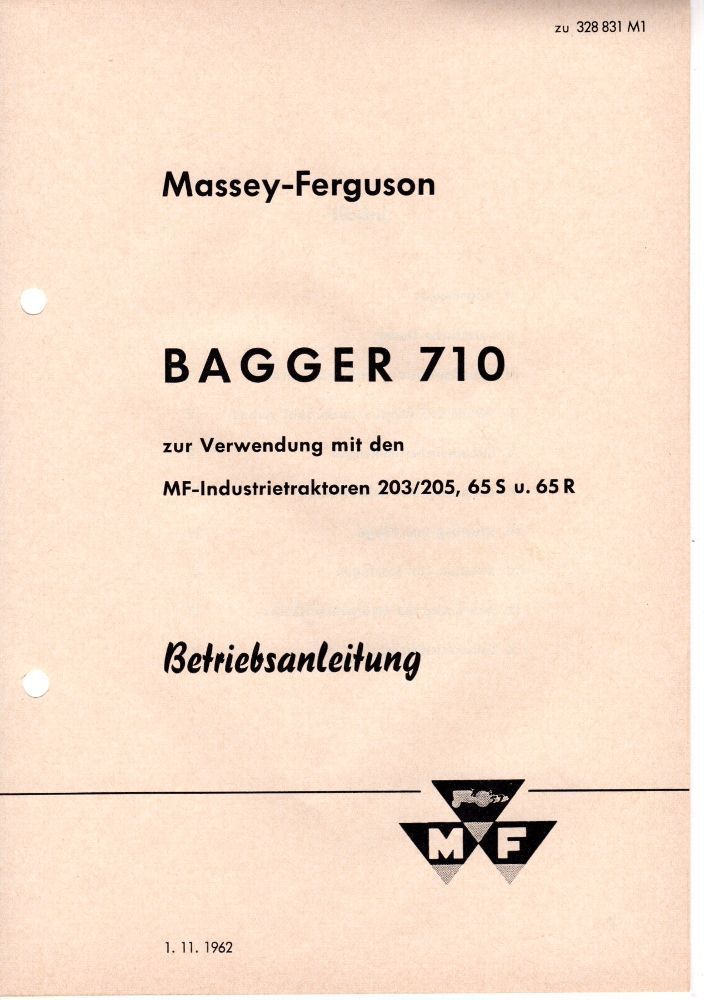 zu 328 831 M1
Massey-Ferguson
BAGGER 710
zur Verwendung mit den
MF-Industrietraktoren 203/205, 65 S u. 65 R
Betriebsanleitung
M F
1. 11. 1962